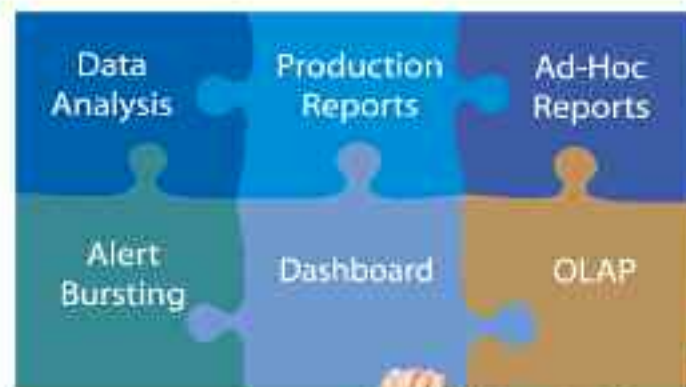 Data
Analysis
Production
Reports
Ad-Hoc
Reports
Alert
Bursting
Dashboard
OLAP